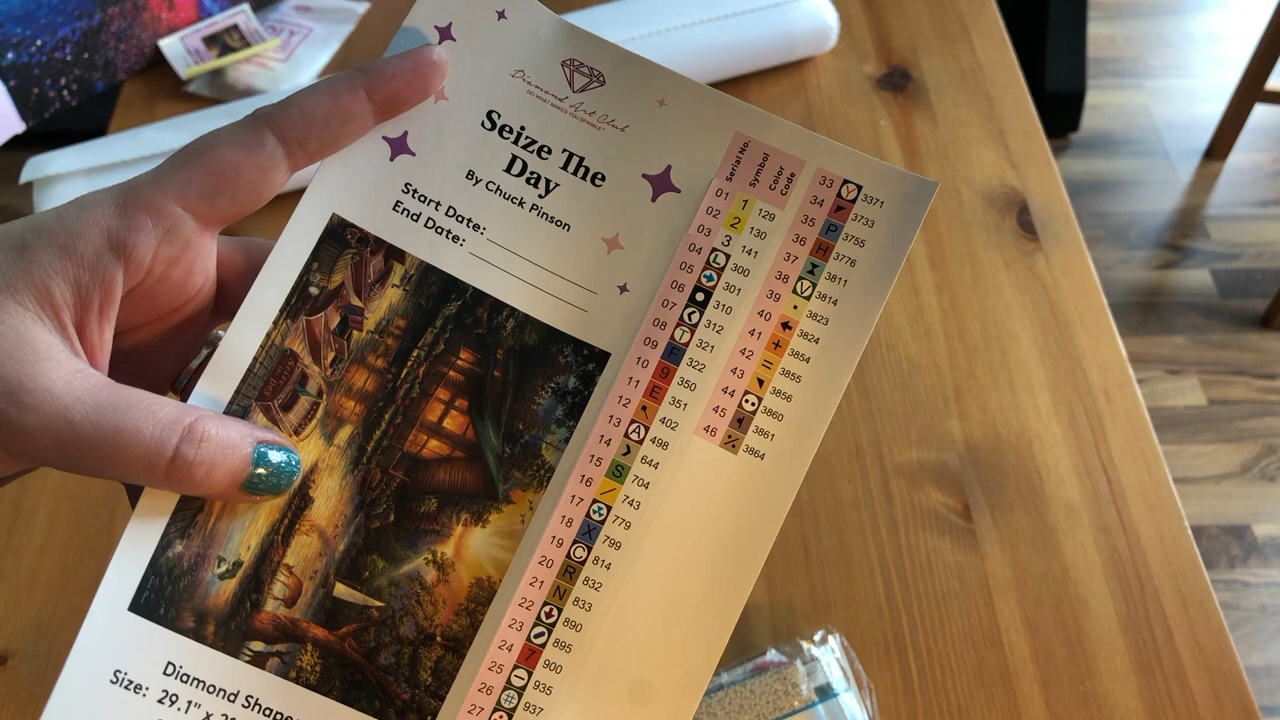 Diamond Art Club
DO WHAT MAKES YOU SPARKLE™
Seize The
Day
By Chuck Pinson
Start Date:
End Date:
Serial No. Symbol Color Code
01 1 129
02 2 130
03 3 141
04 L 300
05 301
06 310
07 312
08 T 321
09 F 322
10 9 350
11 E 351
12 402
13 A 498
14 644
15 S 704
16 / 743
17 779
18 X 799
19 C 814
20 R 832
21 N 833
22 890
23 895
24 7 900
25 935
26 # 937
27
33 Y 3371
34 3733
35 P 3755
36 H 3776
37 3811
38 V 3814
39 3823
40 3824
41 + 3854
42 = 3855
43 3856
44 3860
45 3861
46 3864
Diamond Shape:
Size: 29.1" x